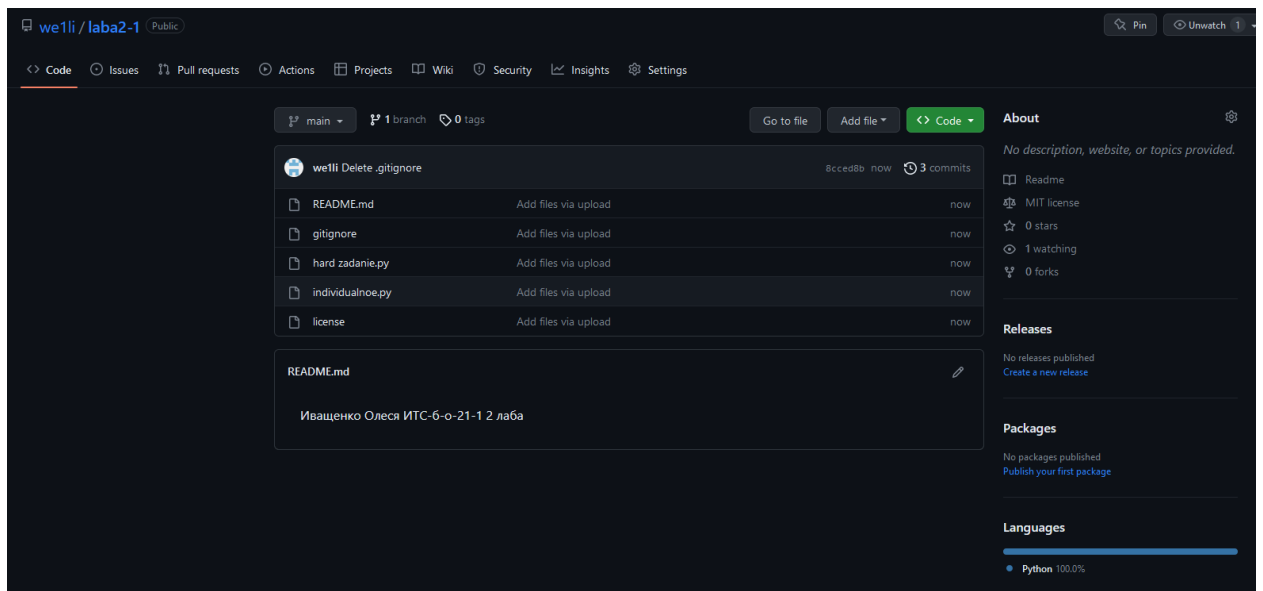 we1li / laba2-1 Public
Pin Unwatch 1
Code Issues Pull requests Actions Projects Wiki Security Insights Settings
main 1 branch 0 tags Go to file Add file Code
we1li Delete .gitignore 8cced8b now 3 commits
README.md Add files via upload now
gitignore Add files via upload now
hard zadanie.py Add files via upload now
individualnoe.py Add files via upload now
license Add files via upload now
README.md
Иващенко Олеся ИТС-б-о-21-1 2 лаба
About
No description, website, or topics provided.
Readme
MIT license
0 stars
1 watching
0 forks
Releases
No releases published
Create a new release
Packages
No packages published
Publish your first package
Languages
Python 100.0%